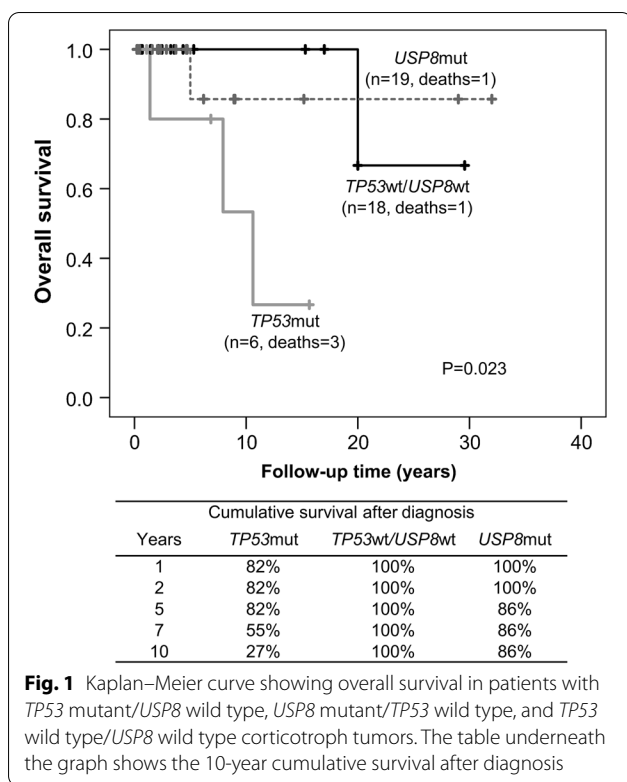 1.0
0.8
0.6
0.4
0.2
0.0
Overall survival
USP8mut
(n=19, deaths=1)
TP53wt/USP8wt
(n=18, deaths=1)
TP53mut
(n=6, deaths=3)
P=0.023
0 10 20 30 40
Follow-up time (years)
Cumulative survival after diagnosis
Years TP53mut TP53wt/USP8wt USP8mut
1 82% 100% 100%
2 82% 100% 100%
5 82% 100% 86%
7 55% 100% 86%
10 27% 100% 86%
Fig. 1 Kaplan–Meier curve showing overall survival in patients with
TP53 mutant/USP8 wild type, USP8 mutant/TP53 wild type, and TP53
wild type/USP8 wild type corticotroph tumors. The table underneath
the graph shows the 10-year cumulative survival after diagnosis